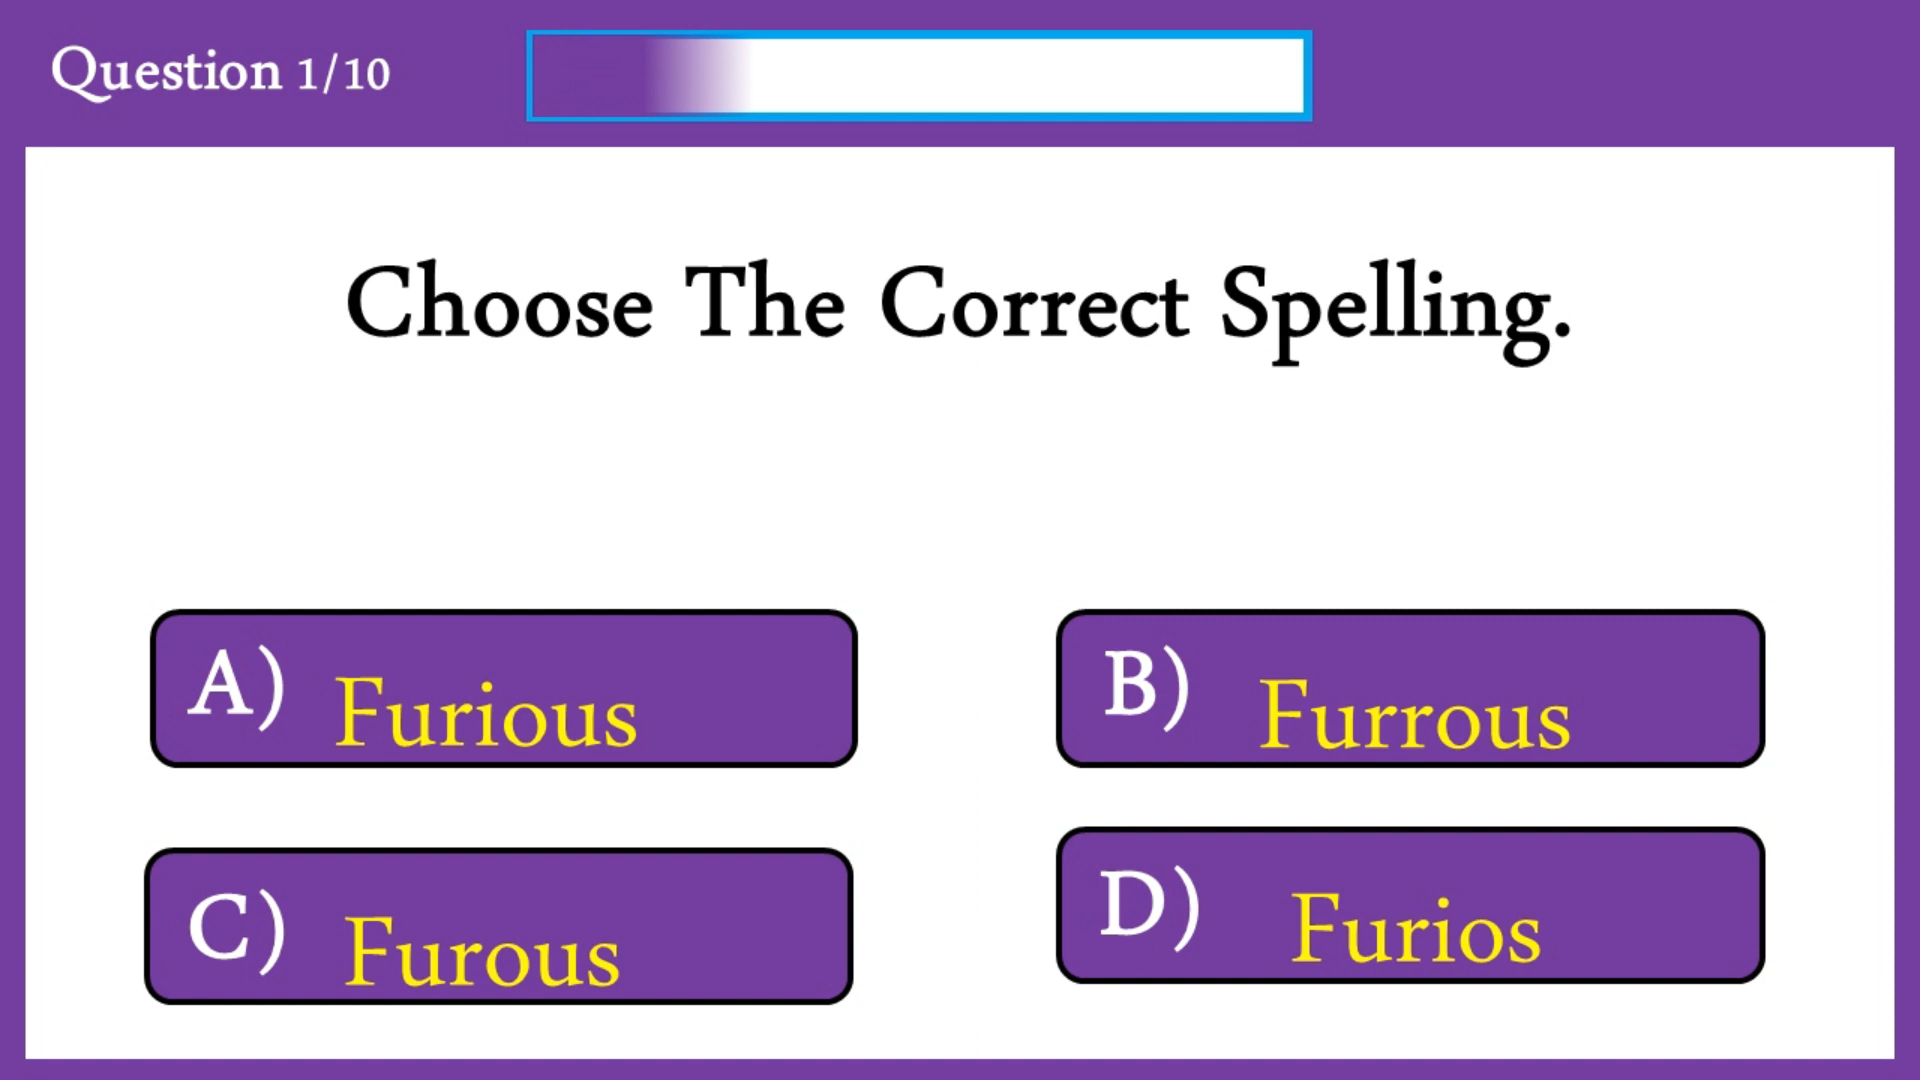 Question 1/10
Choose The Correct Spelling.
A) Furious
B) Furrous
C) Furous
D) Furios